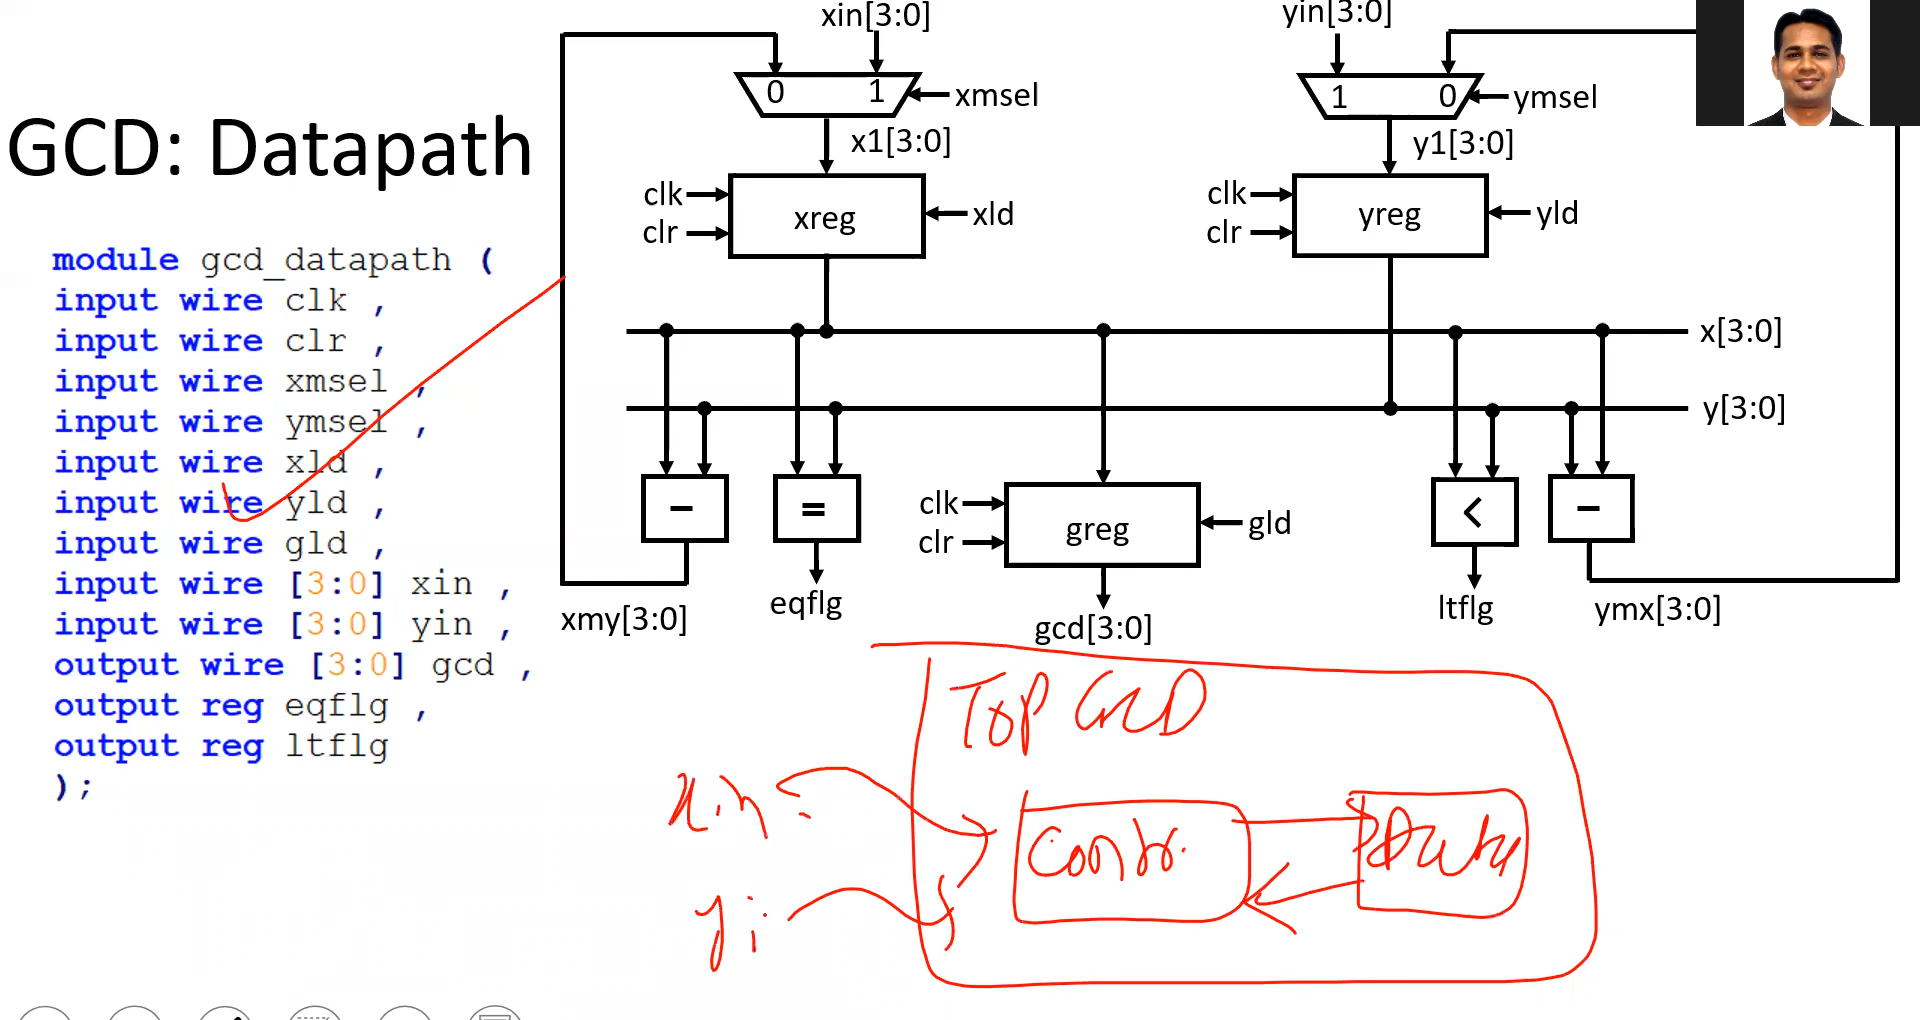 GCD: Datapath
module gcd_datapath (
input wire clk ,
input wire clr ,
input wire xmsel ,
input wire ymsel ,
input wire xld ,
input wire yld ,
input wire gld ,
input wire [3:0] xin ,
input wire [3:0] yin ,
output wire [3:0] gcd ,
output reg eqflg ,
output reg ltflg
);
xin[3:0]
yin[3:0]
0 1
xmsel
1 0
ymsel
x1[3:0]
y1[3:0]
clk
clr
xreg
xld
clk
clr
yreg
yld
x[3:0]
y[3:0]
-
=
clk
clr
greg
gld
<
-
xmy[3:0]
eqflg
gcd[3:0]
ltflg
ymx[3:0]
Top GCD
xin
Contr.